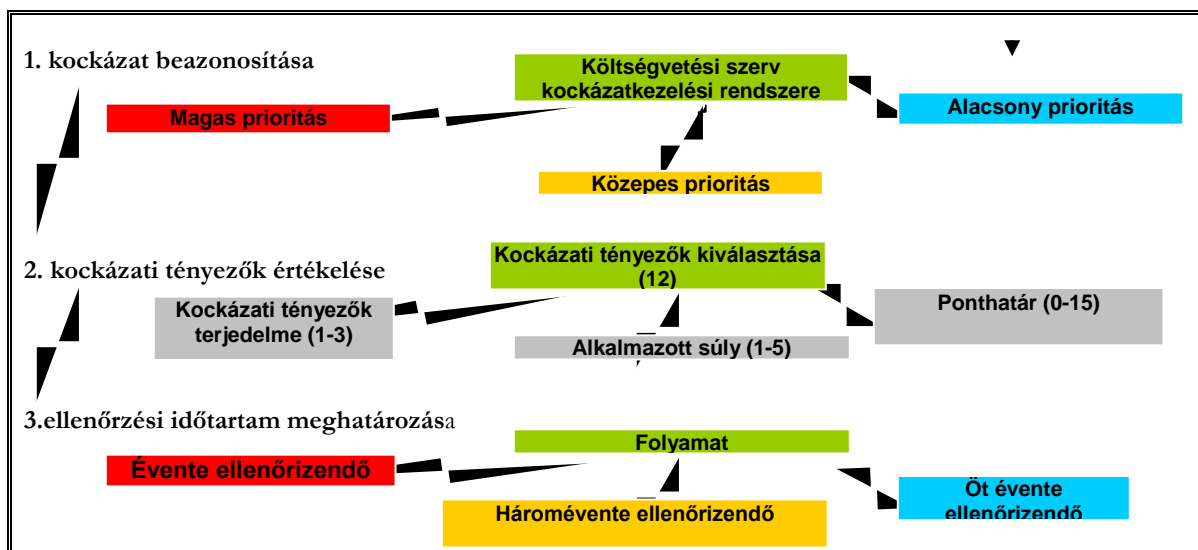 1. kockázat beazonosítása
Költségvetési szerv
kockázatkezelési rendszere
Magas prioritás
Alacsony prioritás
Közepes prioritás
2. kockázati tényezők értékelése
Kockázati tényezők kiválasztása
(12)
Kockázati tényezők
terjedelme (1-3)
Ponthatár (0-15)
Alkalmazott súly (1-5)
3.ellenőrzési időtartam meghatározása
Folyamat
Évente ellenőrizendő
Háromévente ellenőrizendő
Öt évente
ellenőrizendő